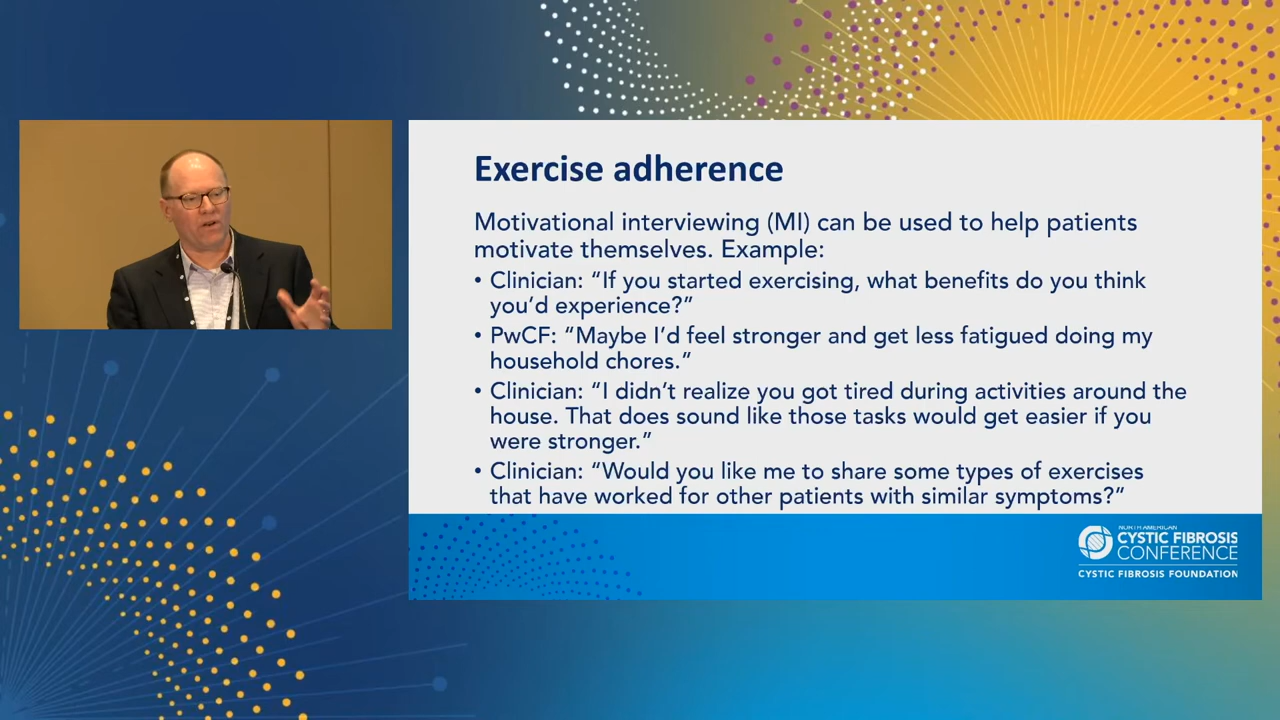 Exercise adherence
Motivational interviewing (MI) can be used to help patients
motivate themselves. Example:
• Clinician: “If you started exercising, what benefits do you think
you’d experience?”
• PwCF: “Maybe I’d feel stronger and get less fatigued doing my
household chores.”
• Clinician: “I didn’t realize you got tired during activities around the
house. That does sound like those tasks would get easier if you
were stronger.”
• Clinician: “Would you like me to share some types of exercises
that have worked for other patients with similar symptoms?“
NORTH AMERICAN
CYSTIC FIBROSIS
CONFERENCE
CYSTIC FIBROSIS FOUNDATION